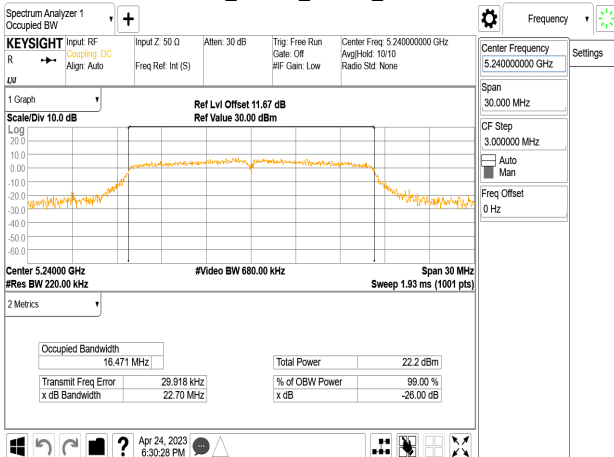 Spectrum Analyzer 1
Occupied BW
Frequency
KEYSIGHT
R
LXI
Input: RF
Coupling: DC
Align: Auto
Input Z: 50 Ω
Freq Ref: Int (S)
Atten: 30 dB
Trig: Free Run
Gate: Off
#IF Gain: Low
Center Freq: 5.240000000 GHz
Avg|Hold: 10/10
Radio Std: None
Center Frequency
5.240000000 GHz
Settings
Span
30.000 MHz
CF Step
3.000000 MHz
Auto
Man
Freq Offset
0 Hz
1 Graph
Scale/Div 10.0 dB
Ref Lvl Offset 11.67 dB
Ref Value 30.00 dBm
Log
20.0
10.0
0.00
-10.0
-20.0
-30.0
-40.0
-50.0
-60.0
Center 5.24000 GHz
#Res BW 220.00 kHz
#Video BW 680.00 kHz
Span 30 MHz
Sweep 1.93 ms (1001 pts)
2 Metrics
Occupied Bandwidth
16.471 MHz
Total Power 22.2 dBm
Transmit Freq Error 29.918 kHz
x dB Bandwidth 22.70 MHz
% of OBW Power 99.00 %
x dB -26.00 dB
?
Apr 24, 2023
6:30:28 PM